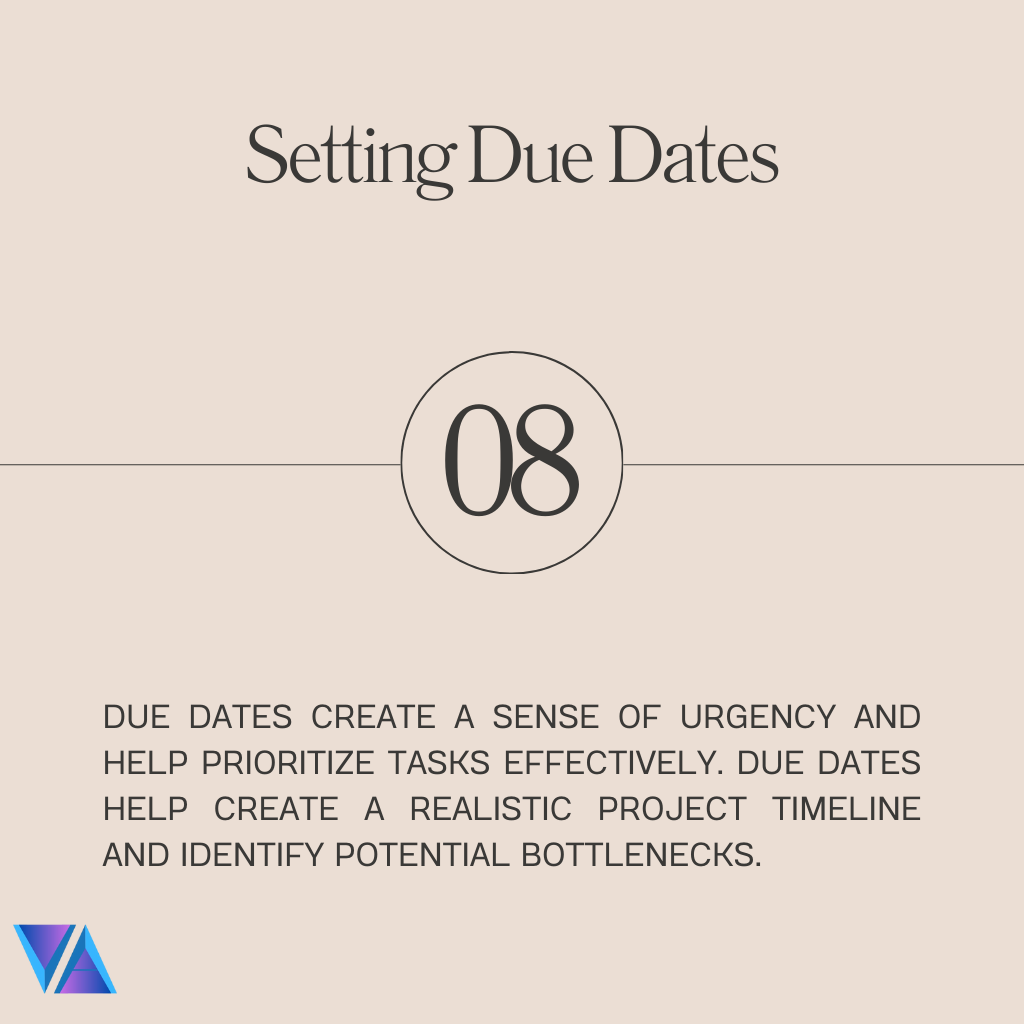 Setting Due Dates
08
DUE DATES CREATE A SENSE OF URGENCY AND
HELP PRIORITIZE TASKS EFFECTIVELY. DUE DATES
HELP CREATE A REALISTIC PROJECT TIMELINE
AND IDENTIFY POTENTIAL BOTTLENECKS.
VA